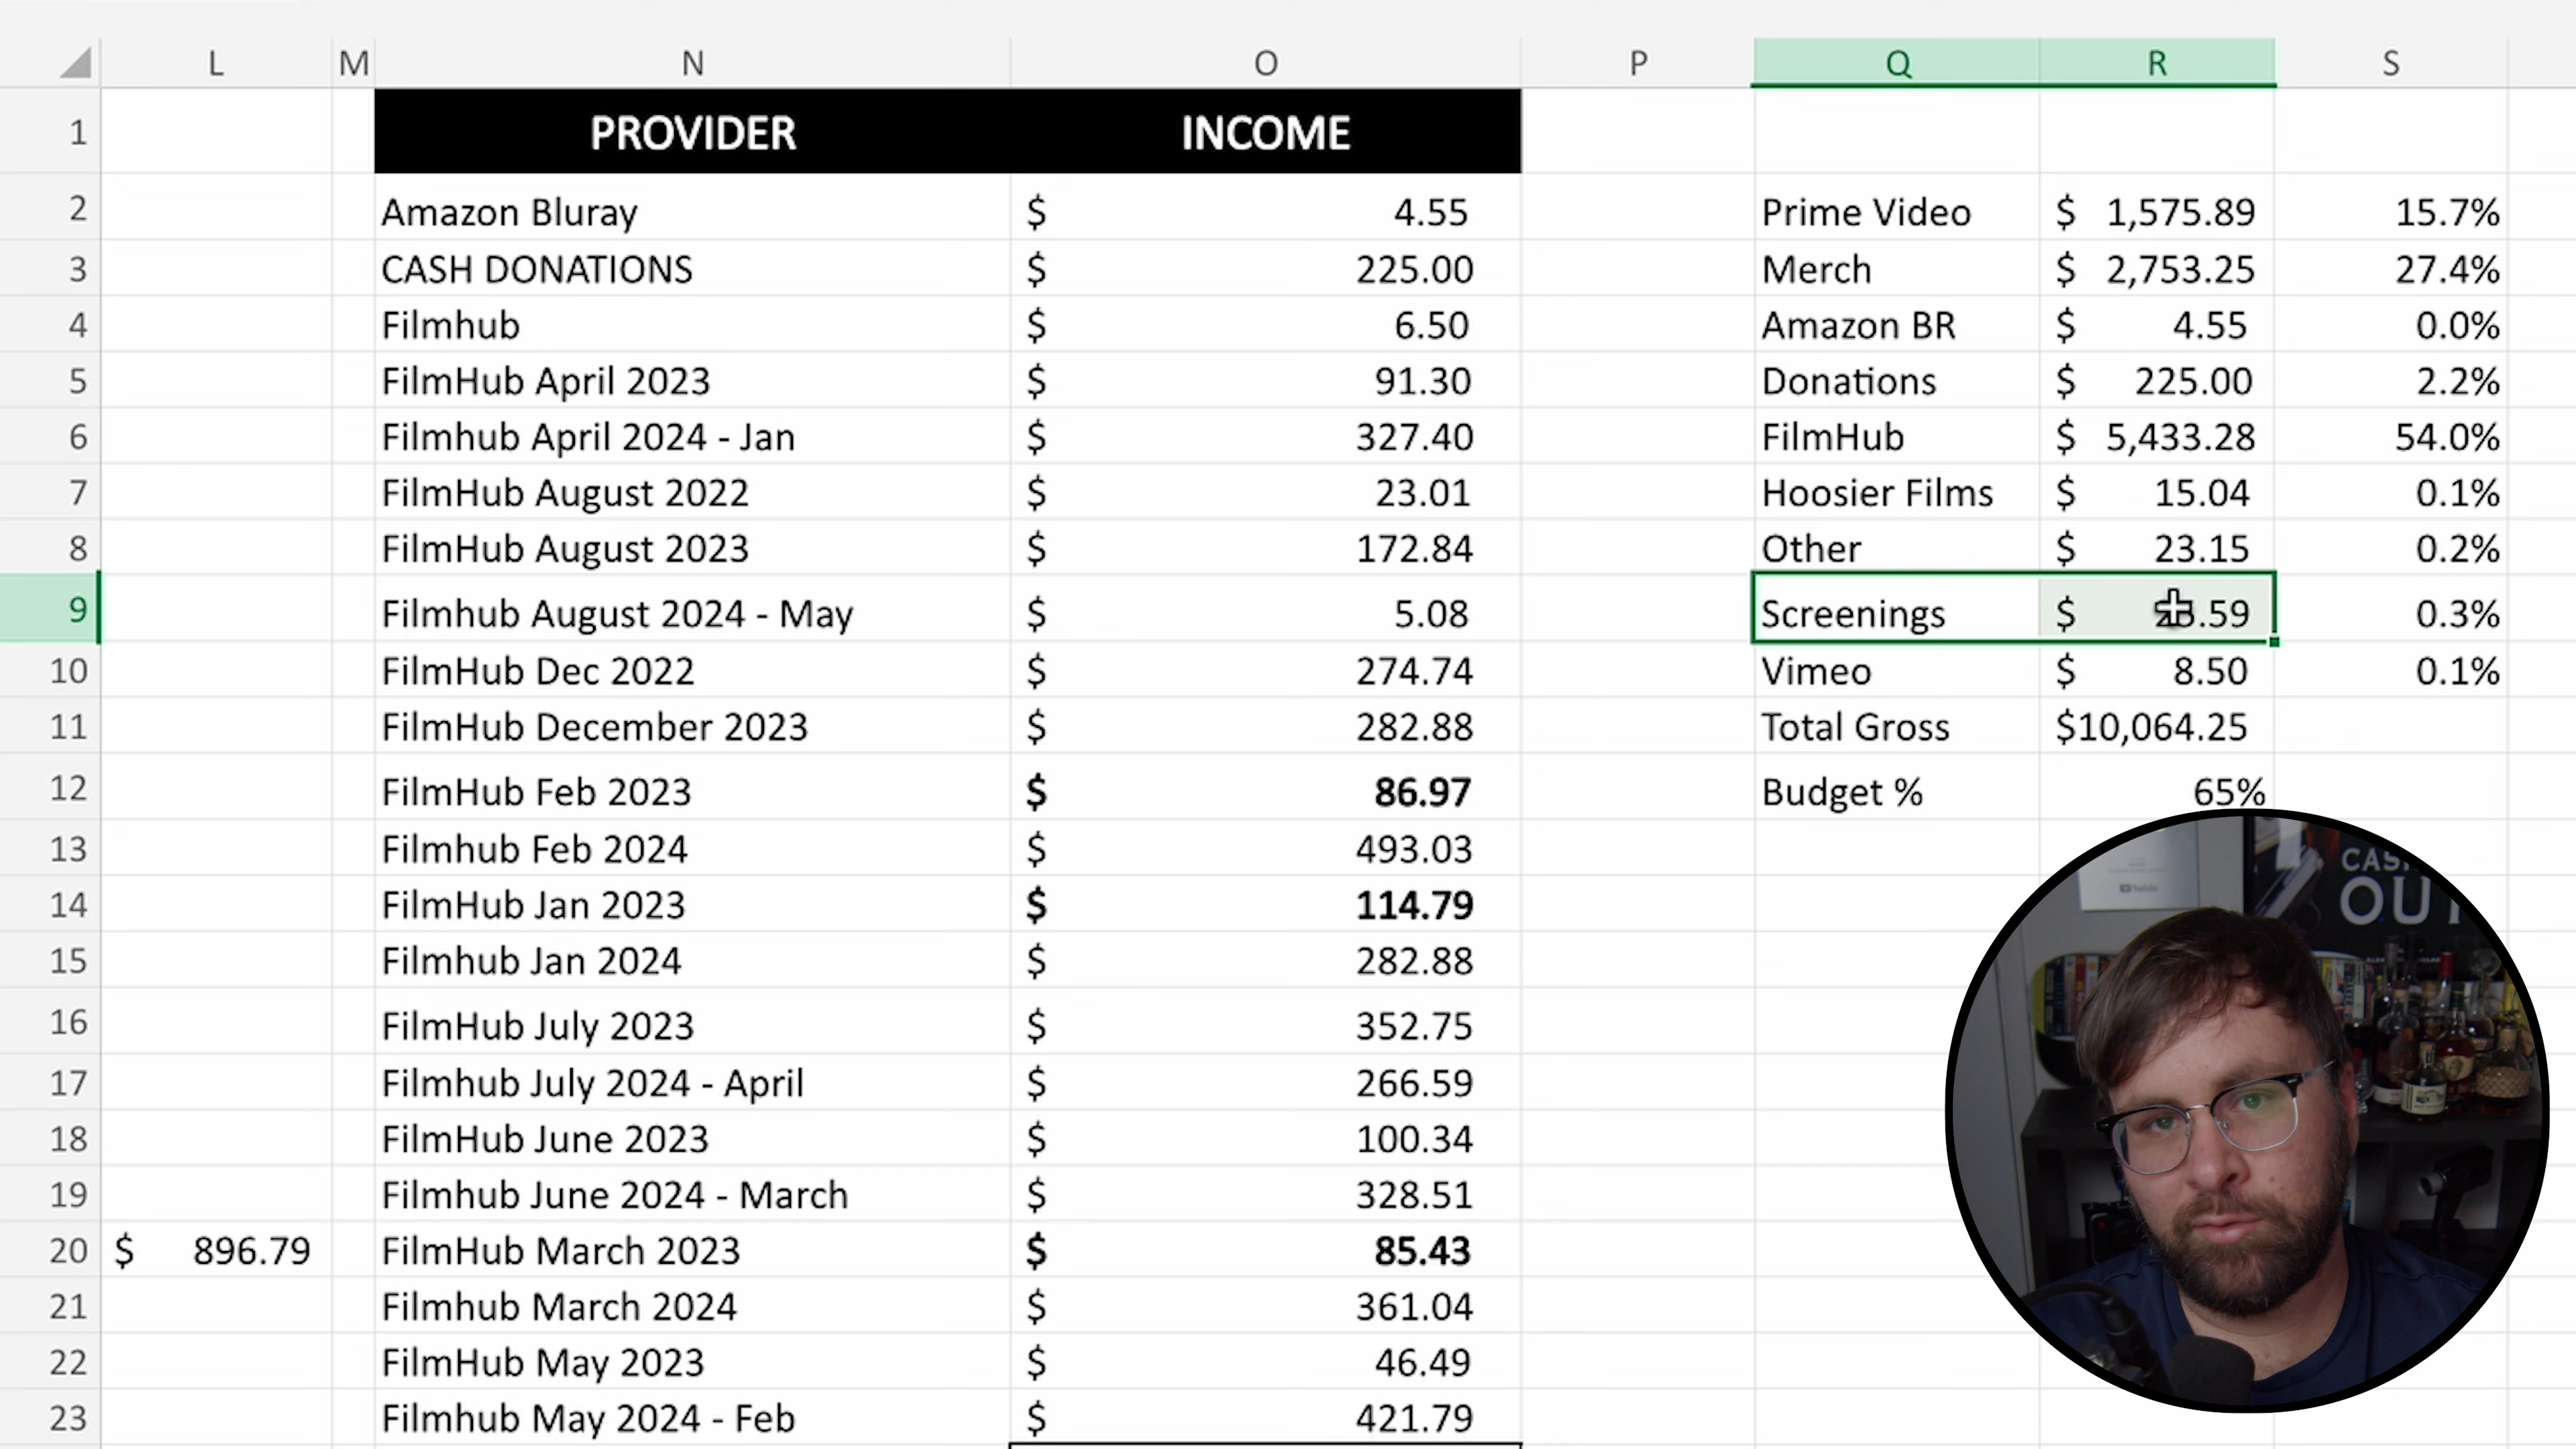 L M N O P Q R S
1 PROVIDER INCOME
2 Amazon Bluray $ 4.55 Prime Video $ 1,575.89 15.7%
3 CASH DONATIONS $ 225.00 Merch $ 2,753.25 27.4%
4 Filmhub $ 6.50 Amazon BR $ 4.55 0.0%
5 FilmHub April 2023 $ 91.30 Donations $ 225.00 2.2%
6 Filmhub April 2024 - Jan $ 327.40 FilmHub $ 5,433.28 54.0%
7 FilmHub August 2022 $ 23.01 Hoosier Films $ 15.04 0.1%
8 FilmHub August 2023 $ 172.84 Other $ 23.15 0.2%
9 Filmhub August 2024 - May $ 5.08 Screenings $ 0.3%
10 FilmHub Dec 2022 $ 274.74 Vimeo $ 8.50 0.1%
11 FilmHub December 2023 $ 282.88 Total Gross $10,064.25
12 FilmHub Feb 2023 $ 86.97 Budget % 65%
13 Filmhub Feb 2024 $ 493.03
14 FilmHub Jan 2023 $ 114.79
15 Filmhub Jan 2024 $ 282.88
16 FilmHub July 2023 $ 352.75
17 Filmhub July 2024 - April $ 266.59
18 FilmHub June 2023 $ 100.34
19 Filmhub June 2024 - March $ 328.51
20 $ 896.79 FilmHub March 2023 $ 85.43
21 Filmhub March 2024 $ 361.04
22 FilmHub May 2023 $ 46.49
23 Filmhub May 2024 - Feb $ 421.79
CAS
OU